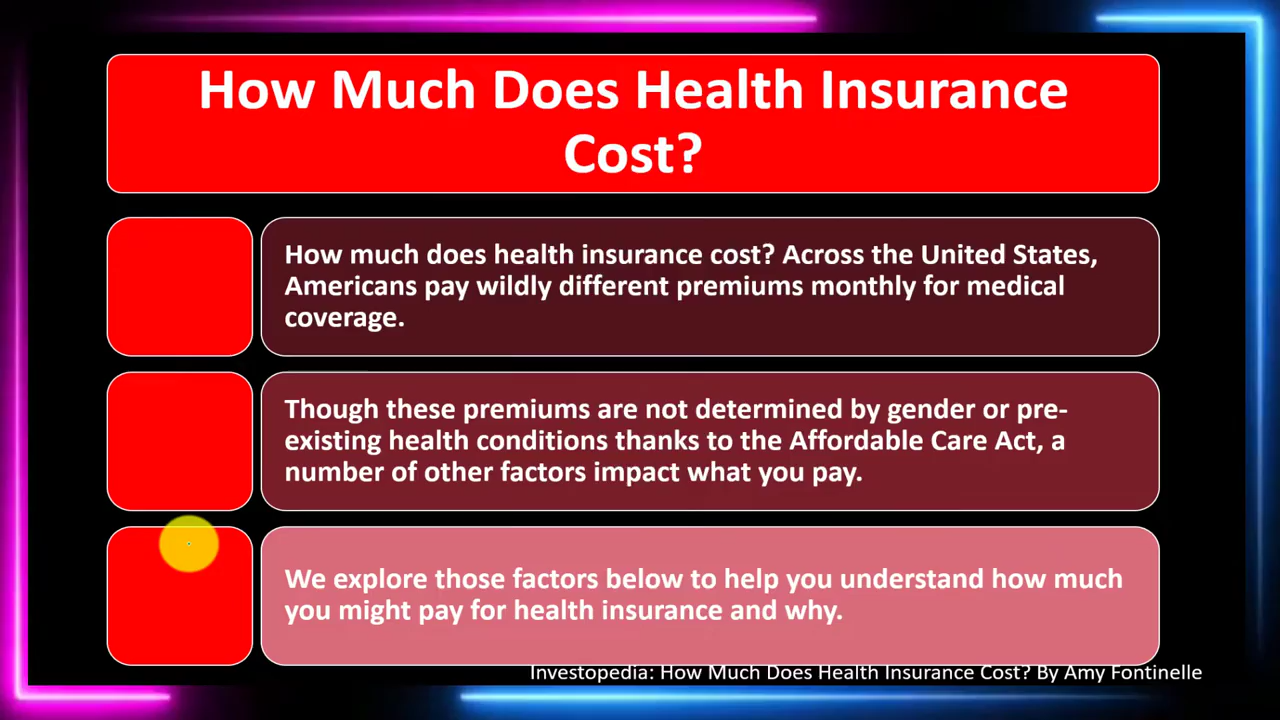 How Much Does Health Insurance
Cost?
How much does health insurance cost? Across the United States,
Americans pay wildly different premiums monthly for medical
coverage.
Though these premiums are not determined by gender or pre-
existing health conditions thanks to the Affordable Care Act, a
number of other factors impact what you pay.
We explore those factors below to help you understand how much
you might pay for health insurance and why.
Investopedia: How Much Does Health Insurance Cost? By Amy Fontinelle